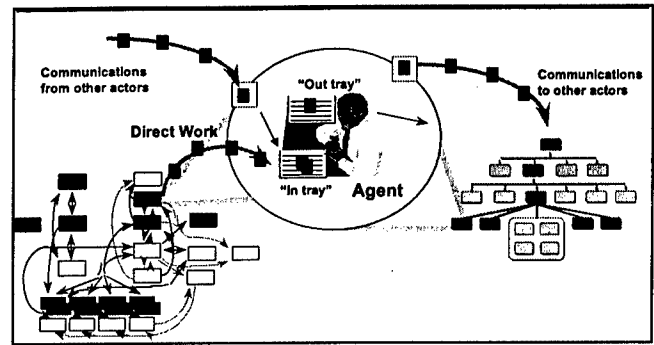 Communications
from other actors
"Out tray"
Communications
to other actors
Direct Work
"In tray"
Agent